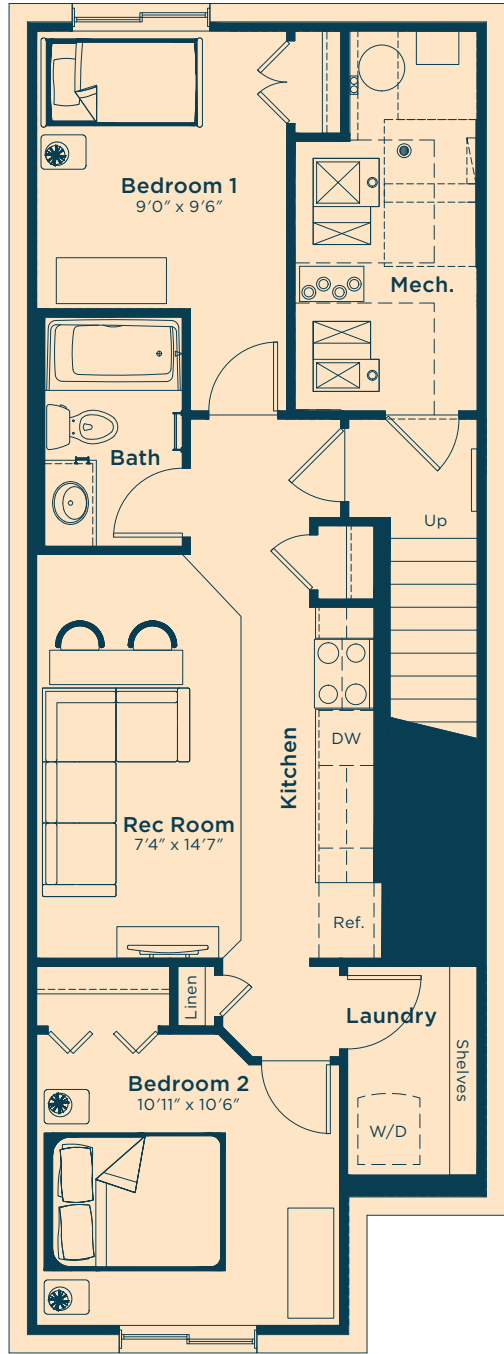 Bedroom 1
9'0" x 9'6"
Mech.
Bath
Up
Kitchen
DW
Rec Room
7'4" x 14'7"
Ref.
Linen
Laundry
Shelves
Bedroom 2
10'11" x 10'6"
W/D